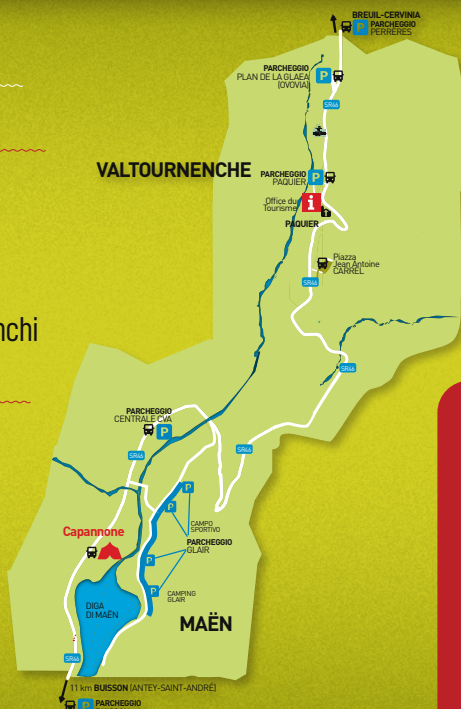 BREUIL-CERVINIA
P PARCHEGGIO
PERRÈRES
PARCHEGGIO
PLAN DE LA GLAEA
(OVOVIA)
P
SR46
VALTOURNENCHE
PARCHEGGIO
PAQUIER
P
Office du
Tourisme
i
PAQUIER
Piazza
Jean Antoine
CARREL
SR46
nchi
SR46
PARCHEGGIO
CENTRALE CVA
P
SR46
SR46
P
P
CAMPO
SPORTIVO
Capannone
PARCHEGGIO
GLAIR
P
P
CAMPING
GLAIR
DIGA
DI MAËN
MAËN
SR46
11 km BUISSON (ANTEY-SAINT-ANDRÉ)
P PARCHEGGIO